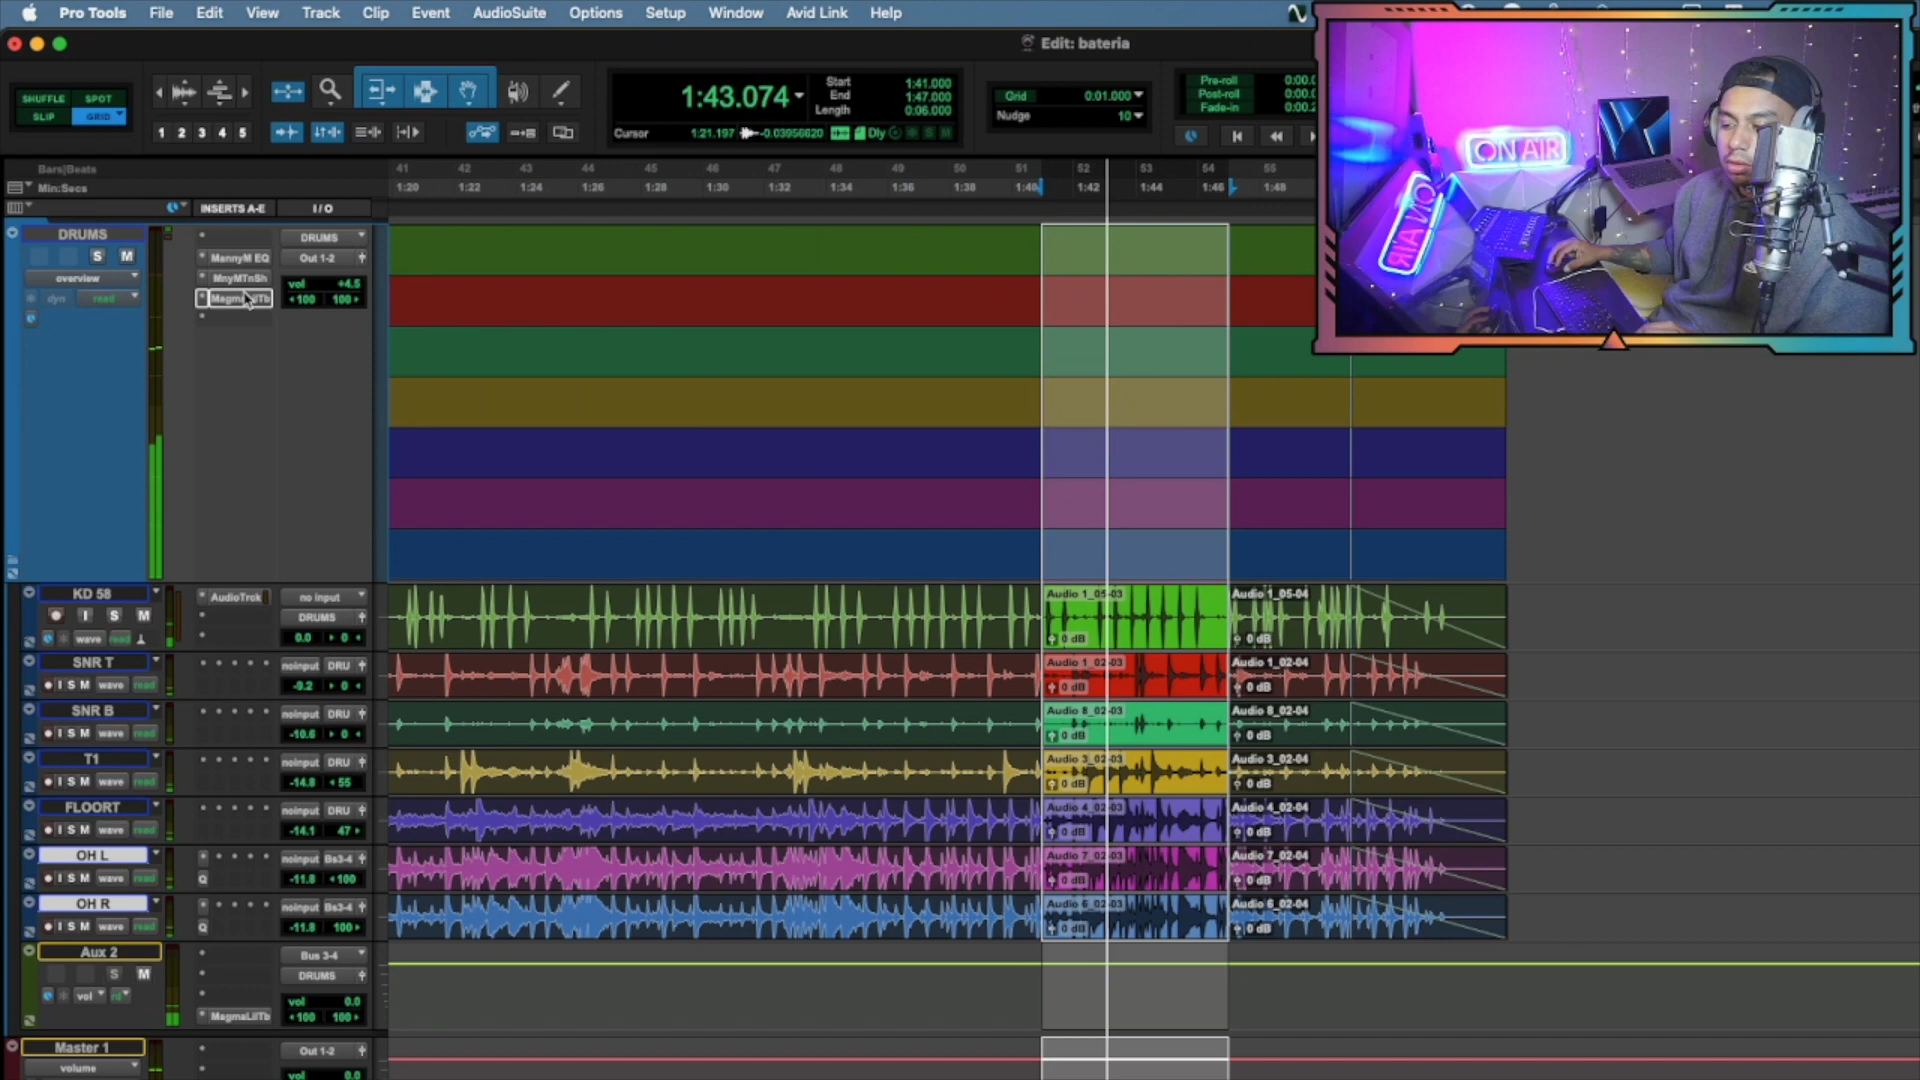 Pro Tools File Edit View Track Clip Event AudioSuite Options Setup Window Avid Link Help
Edit: bateria
SHUFFLE SPOT
SLIP GRID
1 2 3 4 5
1:43.074
Start 1:41.000
End 1:47.000
Length 0:06.000
Cursor 1:21.197 -0.03956620 Dly S M
Grid 0:01.000
Nudge 10
Pre-roll 0:00.
Post-roll 0:00.
Fade-in 0:00.
ON AIR
ON AIR
Bars|Beats 41 42 43 44 45 46 47 48 49 50 51 52 53 54 55
Min:Secs 1:20 1:22 1:24 1:26 1:28 1:30 1:32 1:34 1:36 1:38 1:40 1:42 1:44 1:46 1:48
INSERTS A-E I/O
DRUMS
S M
overview
dyn read
MannyM EQ
MnyMTnSh
MagmaLilTb
DRUMS
Out 1-2
vol +4.5
100 100
KD 58
I S M
wave read
AudioTrck
no input
DRUMS
0.0 0
Audio 1_05-03 Audio 1_05-04
0 dB 0 dB
SNR T
I S M wave read
noinput DRU
-9.2 0
Audio 1_02-03 Audio 1_02-04
0 dB 0 dB
SNR B
I S M wave read
noinput DRU
-10.6 0
Audio 8_02-03 Audio 8_02-04
0 dB 0 dB
T1
I S M wave read
noinput DRU
-14.8 55
Audio 3_02-03 Audio 3_02-04
0 dB 0 dB
FLOORT
I S M wave read
noinput DRU
-14.1 47
Audio 4_02-03 Audio 4_02-04
0 dB 0 dB
OH L
I S M wave read
Q
noinput Bs3-4
-11.8 100
Audio 7_02-03 Audio 7_02-04
0 dB 0 dB
OH R
I S M wave read
Q
noinput Bs3-4
-11.8 100
Audio 6_02-03 Audio 6_02-04
0 dB 0 dB
Aux 2
S M
vol rd
MagmaLilTb
Bus 3-4
DRUMS
vol 0.0
100 100
Master 1
volume
Out 1-2
vol 0.0